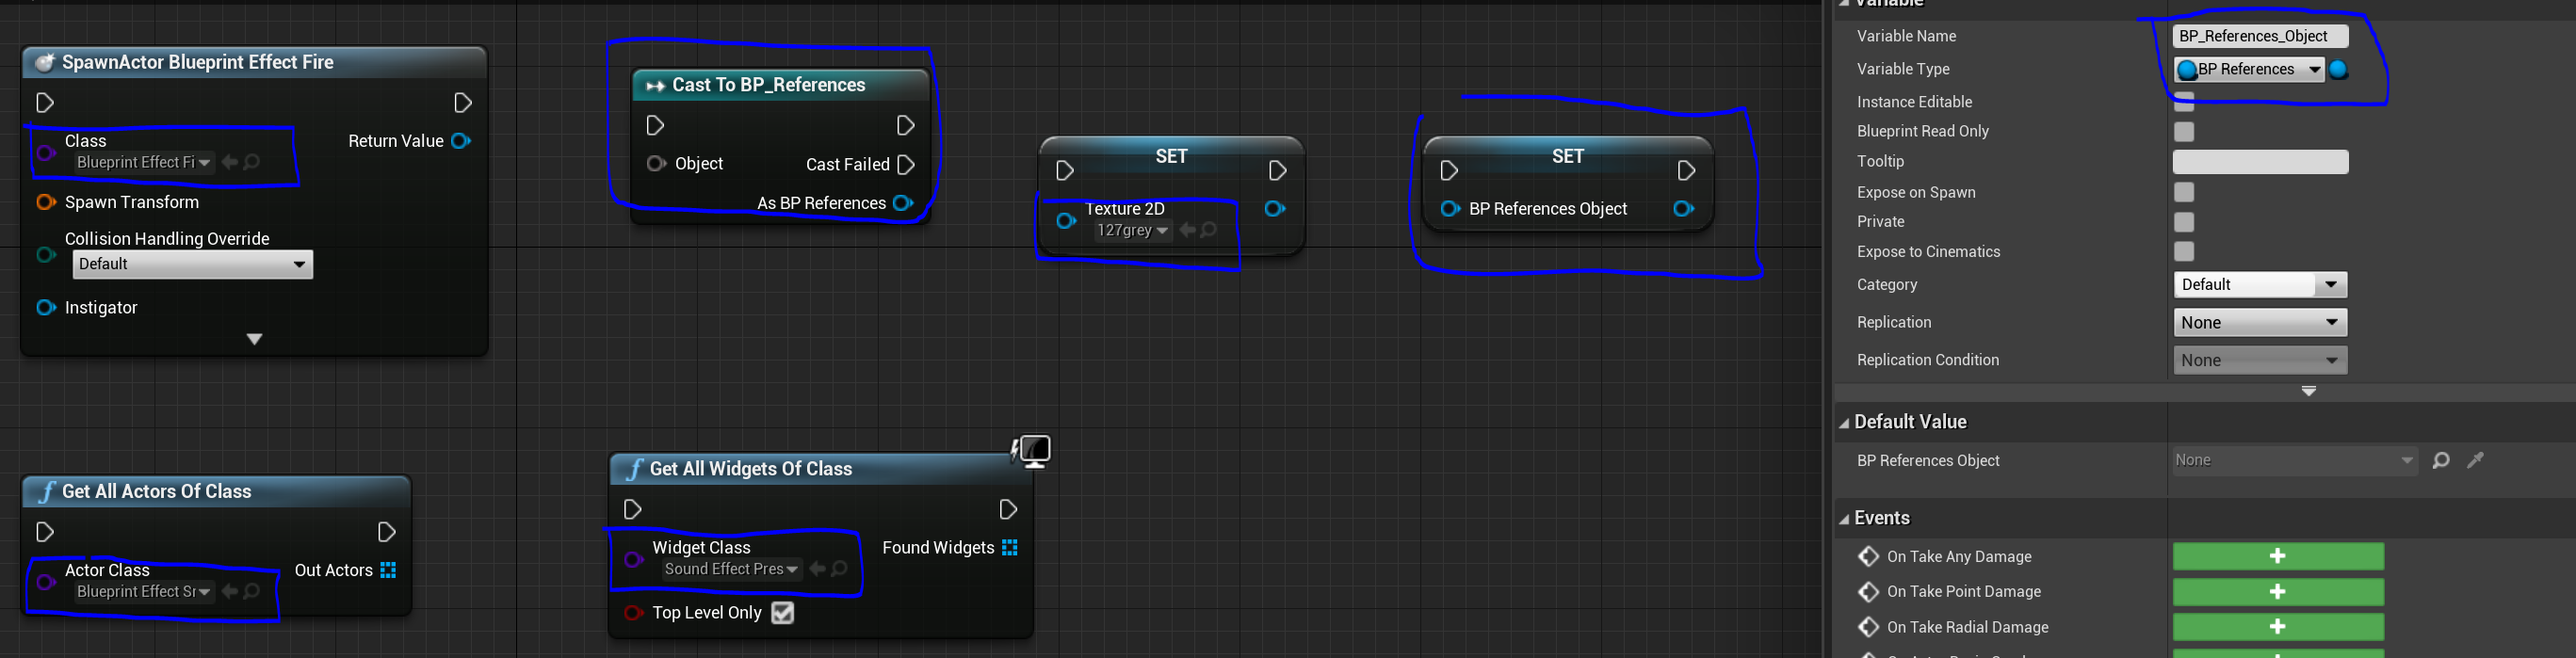 SpawnActor Blueprint Effect Fire
Class
Blueprint Effect Fi
Return Value
Spawn Transform
Collision Handling Override
Default
Instigator
Cast To BP_References
Object
Cast Failed
As BP References
SET
Texture 2D
127grey
SET
BP References Object
Get All Actors Of Class
Actor Class
Blueprint Effect Sr
Out Actors
Get All Widgets Of Class
Widget Class
Sound Effect Pres
Found Widgets
Top Level Only
Variable
Variable Name BP_References_Object
Variable Type BP References
Instance Editable
Blueprint Read Only
Tooltip
Expose on Spawn
Private
Expose to Cinematics
Category Default
Replication None
Replication Condition None
Default Value
BP References Object None
Events
On Take Any Damage
On Take Point Damage
On Take Radial Damage